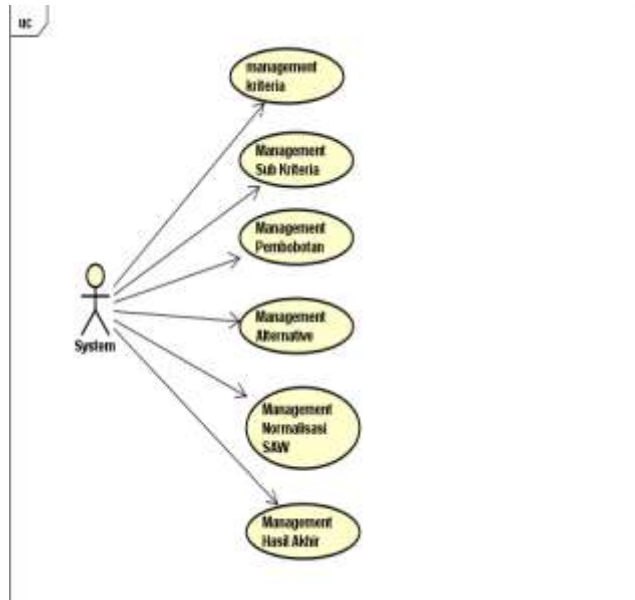 uc
management
kriteria
Management
Sub Kriteria
Management
Pembobotan
Management
Alternative
System
Management
Normalisasi
SAW
Management
Hasil Akhir